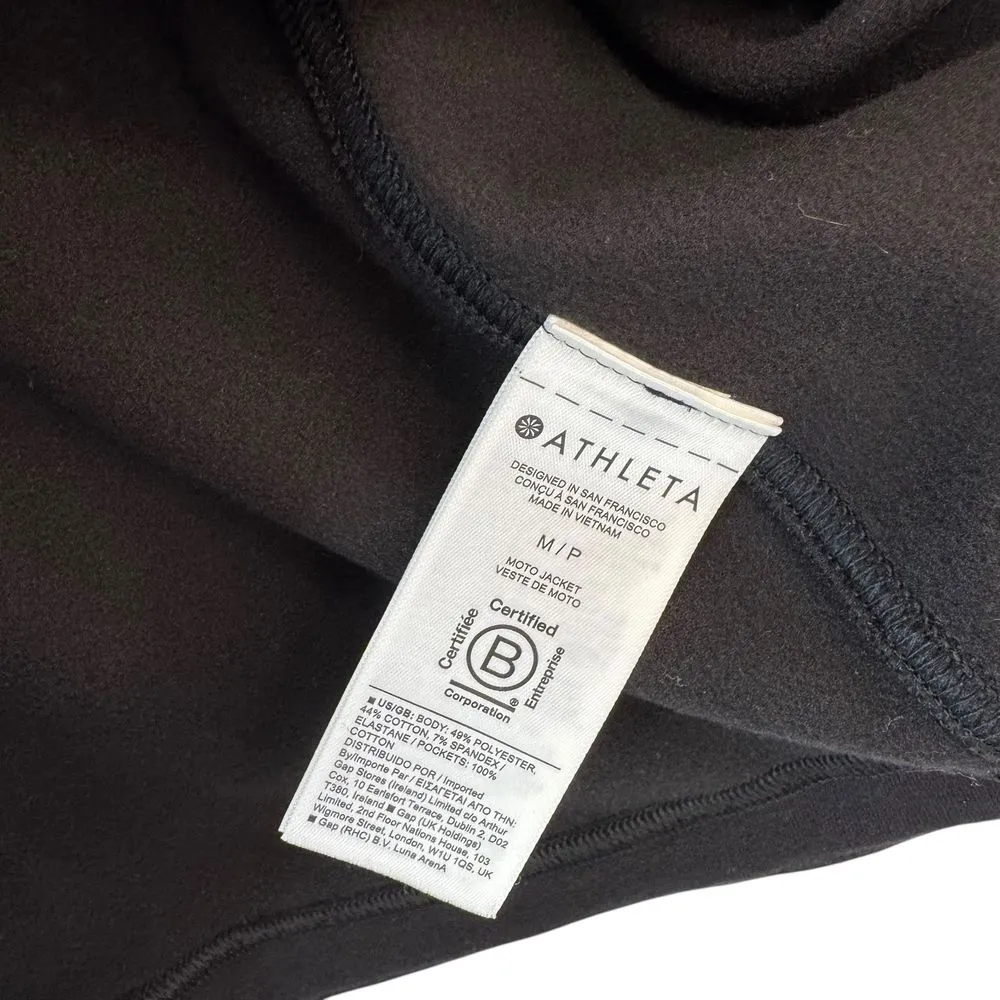 ATHLETA
DESIGNED IN SAN FRANCISCO
CONÇU À SAN FRANCISCO
MADE IN VIETNAM
M / P
MOTO JACKET
VESTE DE MOTO
Certified
Certifiée
B
Entreprise
®
Corporation
■ US/GB: BODY: 49% POLYESTER,
44% COTTON, 7% SPANDEX /
ELASTANE / POCKETS: 100%
COTTON
DISTRIBUIDO POR / Imported
By/Importe Par / ΕΙΣΑΓΕΤΑΙ ΑΠΟ ΤΗΝ:
Gap Stores (Ireland) Limited c/o Arthur
Cox, 10 Earlsfort Terrace, Dublin 2, D02
T380, Ireland ■ Gap (UK Holdings)
Limited, 2nd Floor Nations House, 103
Wigmore Street, London, W1U 1QS, UK
■ Gap (RHC) B.V. Luna ArenA